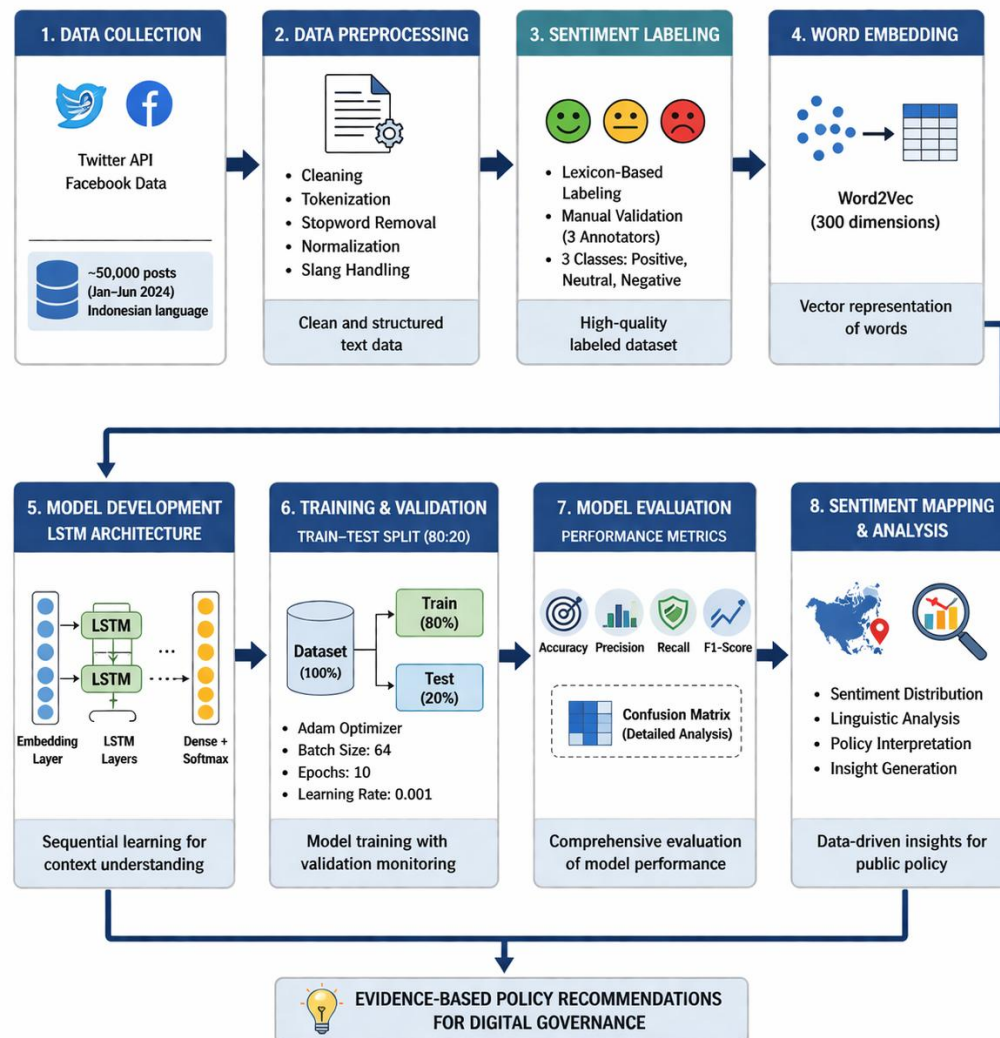 1. DATA COLLECTION
Twitter API
Facebook Data
~50,000 posts
(Jan–Jun 2024)
Indonesian language
2. DATA PREPROCESSING
• Cleaning
• Tokenization
• Stopword Removal
• Normalization
• Slang Handling
Clean and structured
text data
3. SENTIMENT LABELING
• Lexicon-Based
Labeling
• Manual Validation
(3 Annotators)
• 3 Classes: Positive,
Neutral, Negative
High-quality
labeled dataset
4. WORD EMBEDDING
Word2Vec
(300 dimensions)
Vector representation
of words
5. MODEL DEVELOPMENT
LSTM ARCHITECTURE
LSTM
LSTM
Embedding
Layer
LSTM
Layers
Dense +
Softmax
Sequential learning for
context understanding
6. TRAINING & VALIDATION
TRAIN–TEST SPLIT (80:20)
Dataset
(100%)
Train
(80%)
Test
(20%)
• Adam Optimizer
• Batch Size: 64
• Epochs: 10
• Learning Rate: 0.001
Model training with
validation monitoring
7. MODEL EVALUATION
PERFORMANCE METRICS
Accuracy Precision Recall F1-Score
Confusion Matrix
(Detailed Analysis)
Comprehensive evaluation
of model performance
8. SENTIMENT MAPPING
& ANALYSIS
• Sentiment Distribution
• Linguistic Analysis
• Policy Interpretation
• Insight Generation
Data-driven insights for
public policy
EVIDENCE-BASED POLICY RECOMMENDATIONS
FOR DIGITAL GOVERNANCE